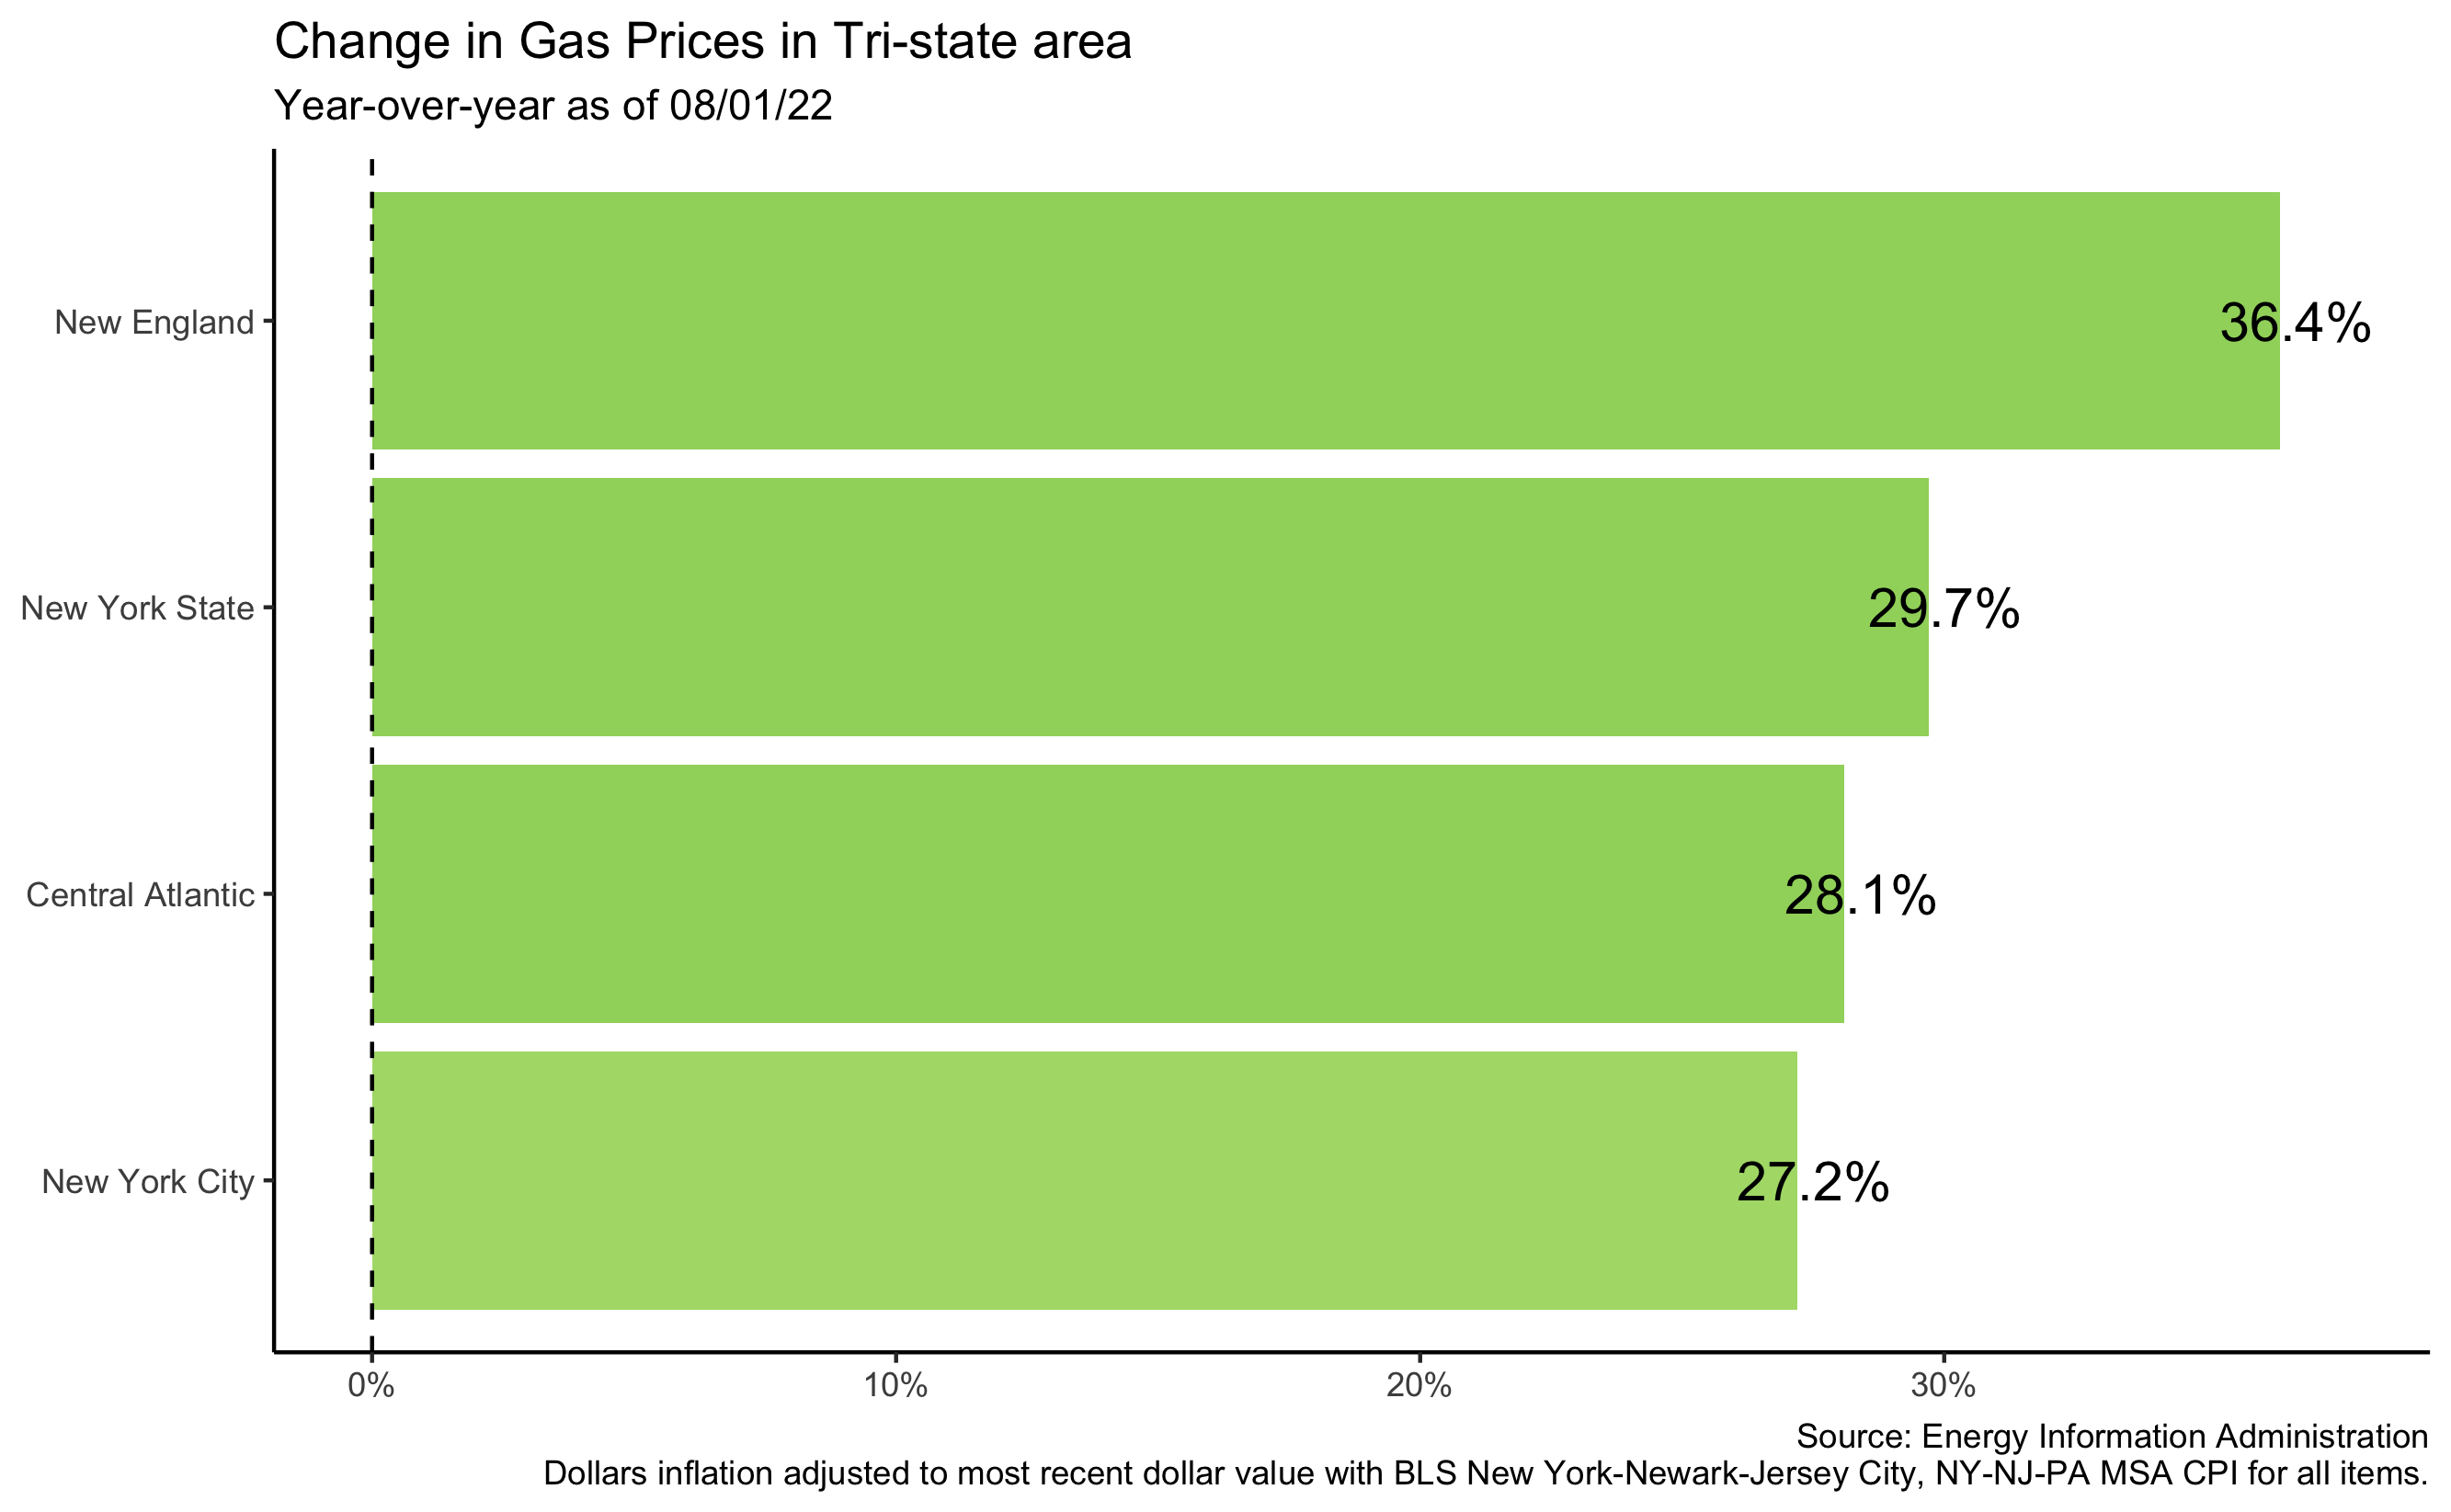 Change in Gas Prices in Tri-state area
Year-over-year as of 08/01/22
New England
36.4%
New York State
29.7%
Central Atlantic
28.1%
New York City
27.2%
0%
10%
20%
30%
Source: Energy Information Administration
Dollars inflation adjusted to most recent dollar value with BLS New York-Newark-Jersey City, NY-NJ-PA MSA CPI for all items.